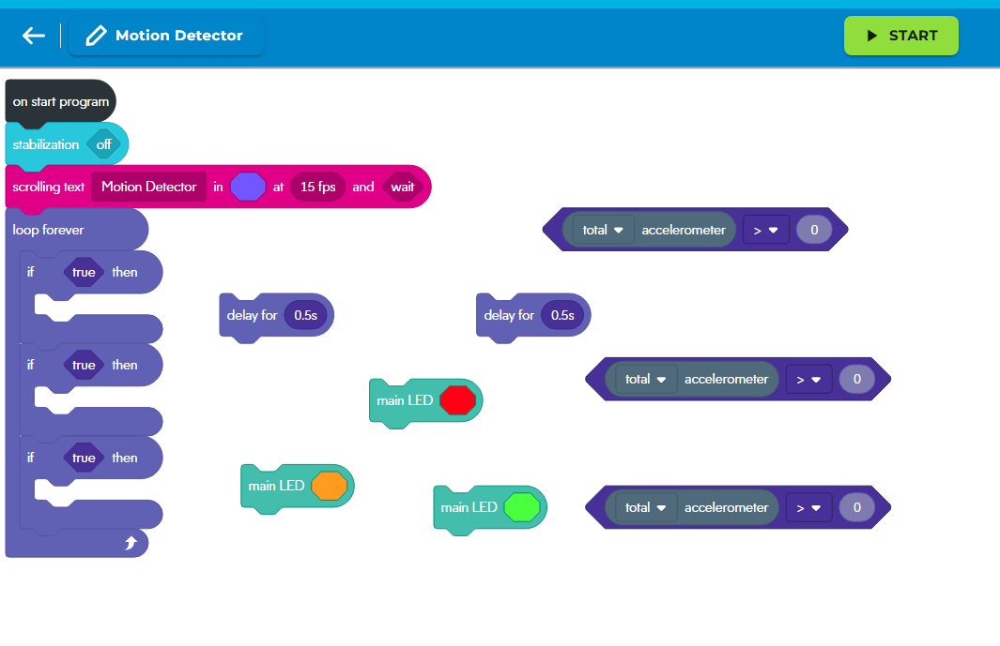 Motion Detector
START
on start program
stabilization off
scrolling text Motion Detector in at 15 fps and wait
loop forever
total accelerometer > 0
if true then
delay for 0.5s
delay for 0.5s
if true then
total accelerometer > 0
main LED
if true then
main LED
main LED
total accelerometer > 0